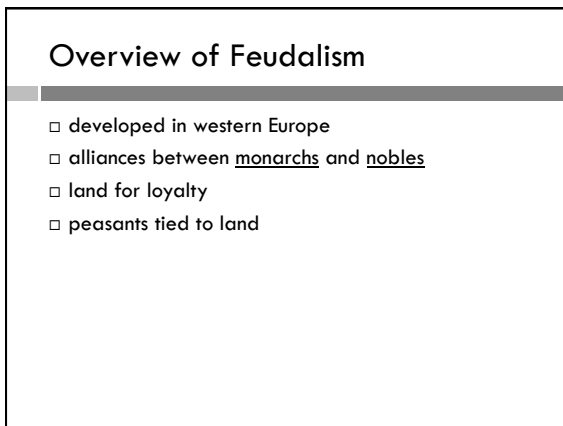 Overview of Feudalism
developed in western Europe
alliances between monarchs and nobles
land for loyalty
peasants tied to land